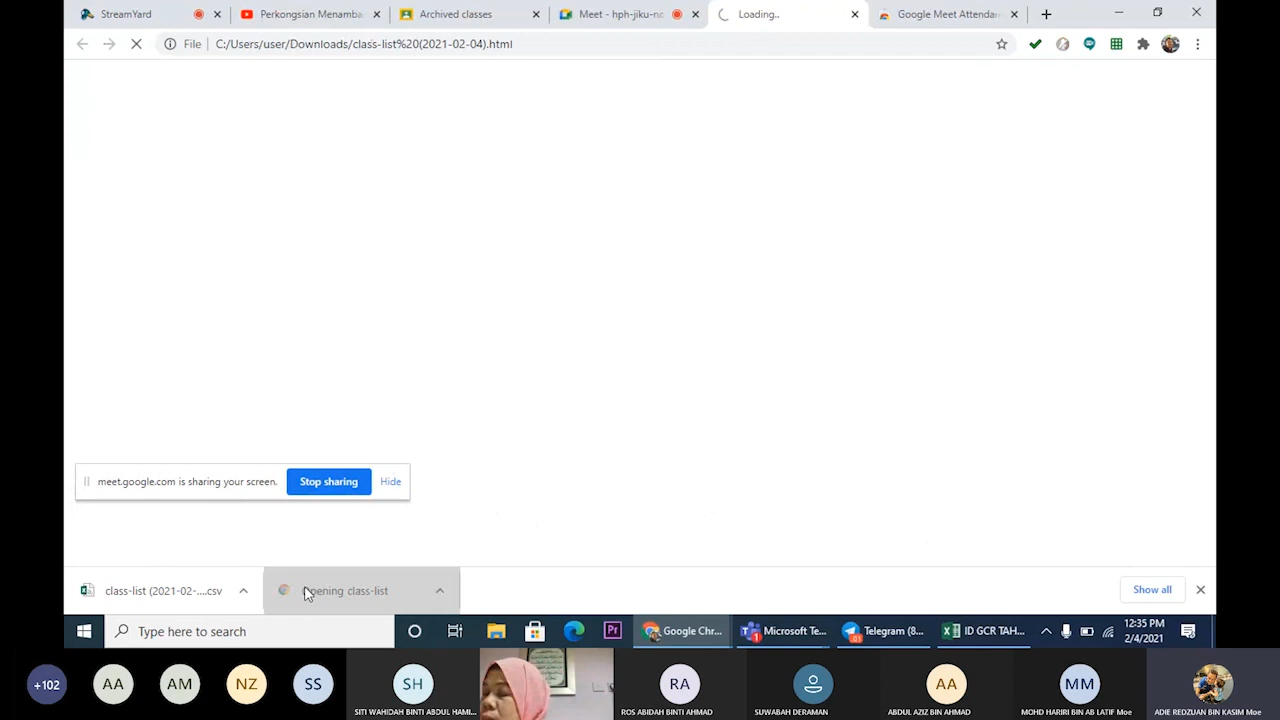 StreamYard
Perkongsian Menamba
Archived classes
Meet - hph-jiku-nc
Loading..
Google Meet Attendan
File
C:/Users/user/Downloads/class-list%20(2021-02-04).html
meet.google.com is sharing your screen.
Stop sharing
Hide
class-list (2021-02-....csv
Opening class-list
Show all
Type here to search
Google Chr...
Microsoft Te...
Telegram (8...
ID GCR TAH...
12:35 PM
2/4/2021
+102
AA
AM
NZ
SS
SH
RA
AA
MM
SITI WAHIDAH BINTI ABDUL HAMI...
ROS ABIDAH BINTI AHMAD
SUWABAH DERAMAN
ABDUL AZIZ BIN AHMAD
MOHD HARIRI BIN AB LATIF Moe
ADIE REDZUAN BIN KASIM Moe